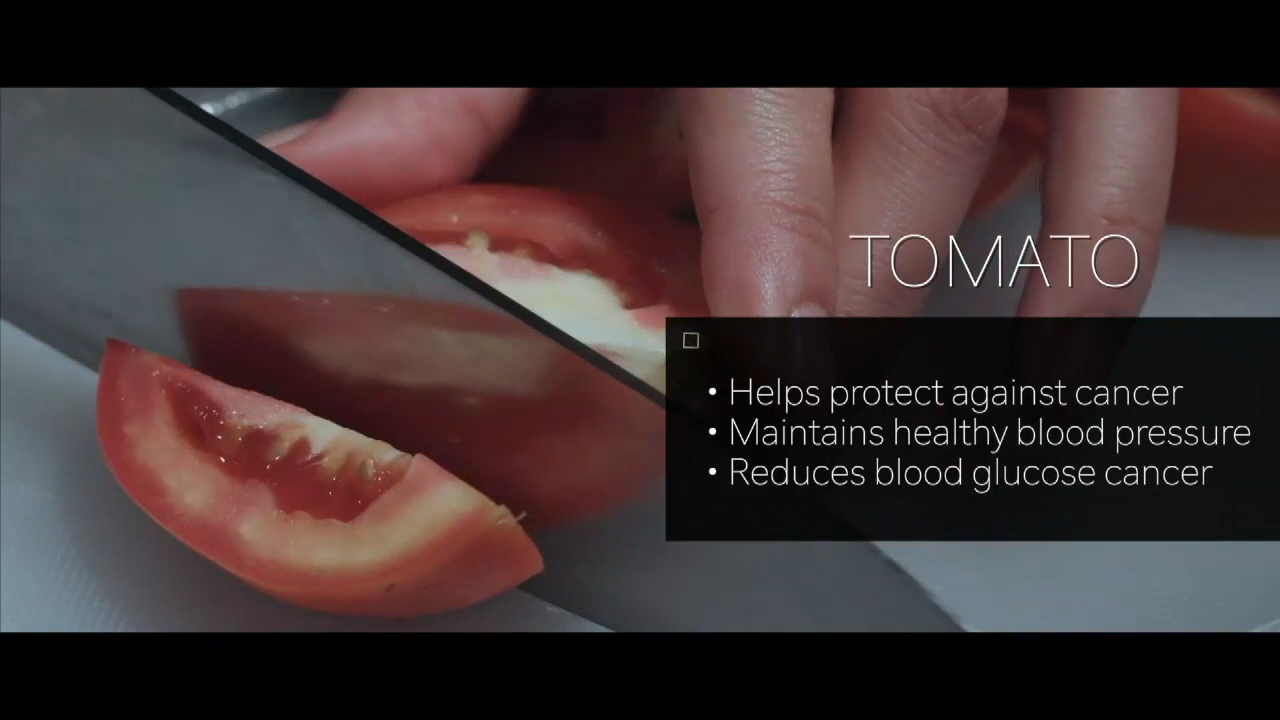 TOMATO
• Helps protect against cancer
• Maintains healthy blood pressure
• Reduces blood glucose cancer